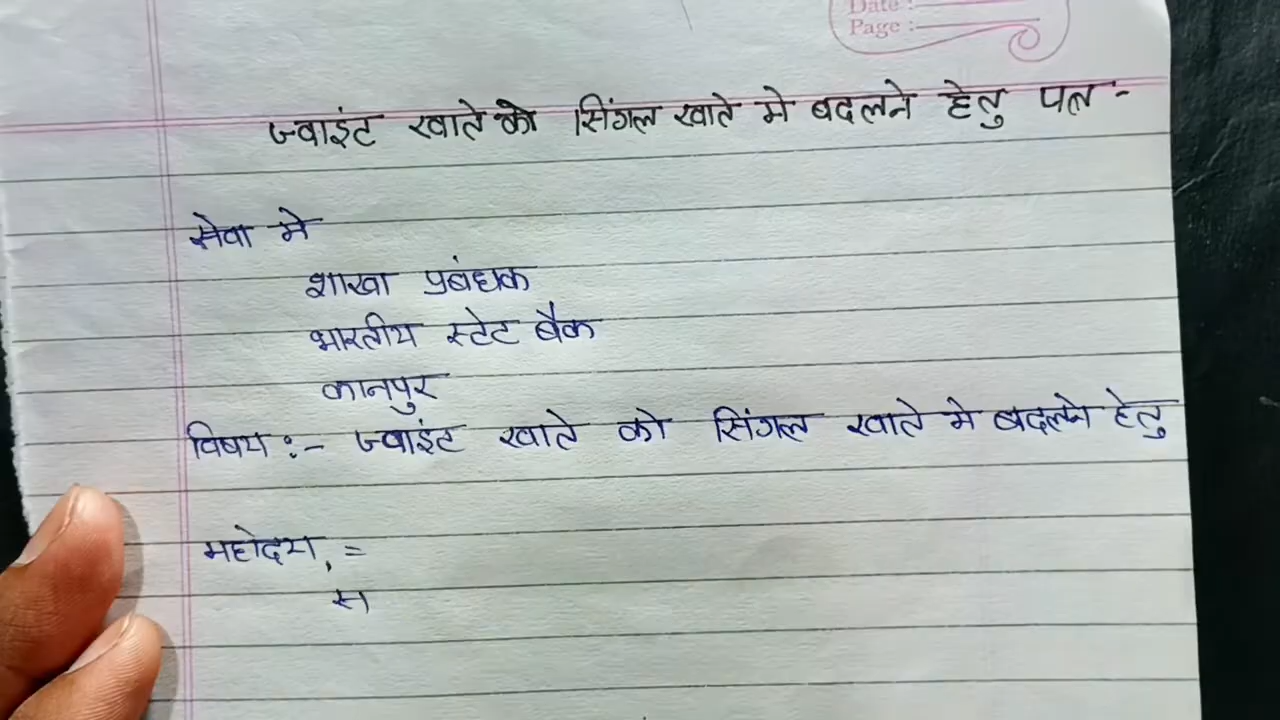 Date :
Page :
ज्वाइंट खाते को सिंगल खाते मे बदलने हेतु पत्र -
सेवा मे
शाखा प्रबंधक
भारतीय स्टेट बैक
कानपुर
विषय :- ज्वाइंट खाते को सिंगल खाते मे बदलने हेतु
महोदय, =
स